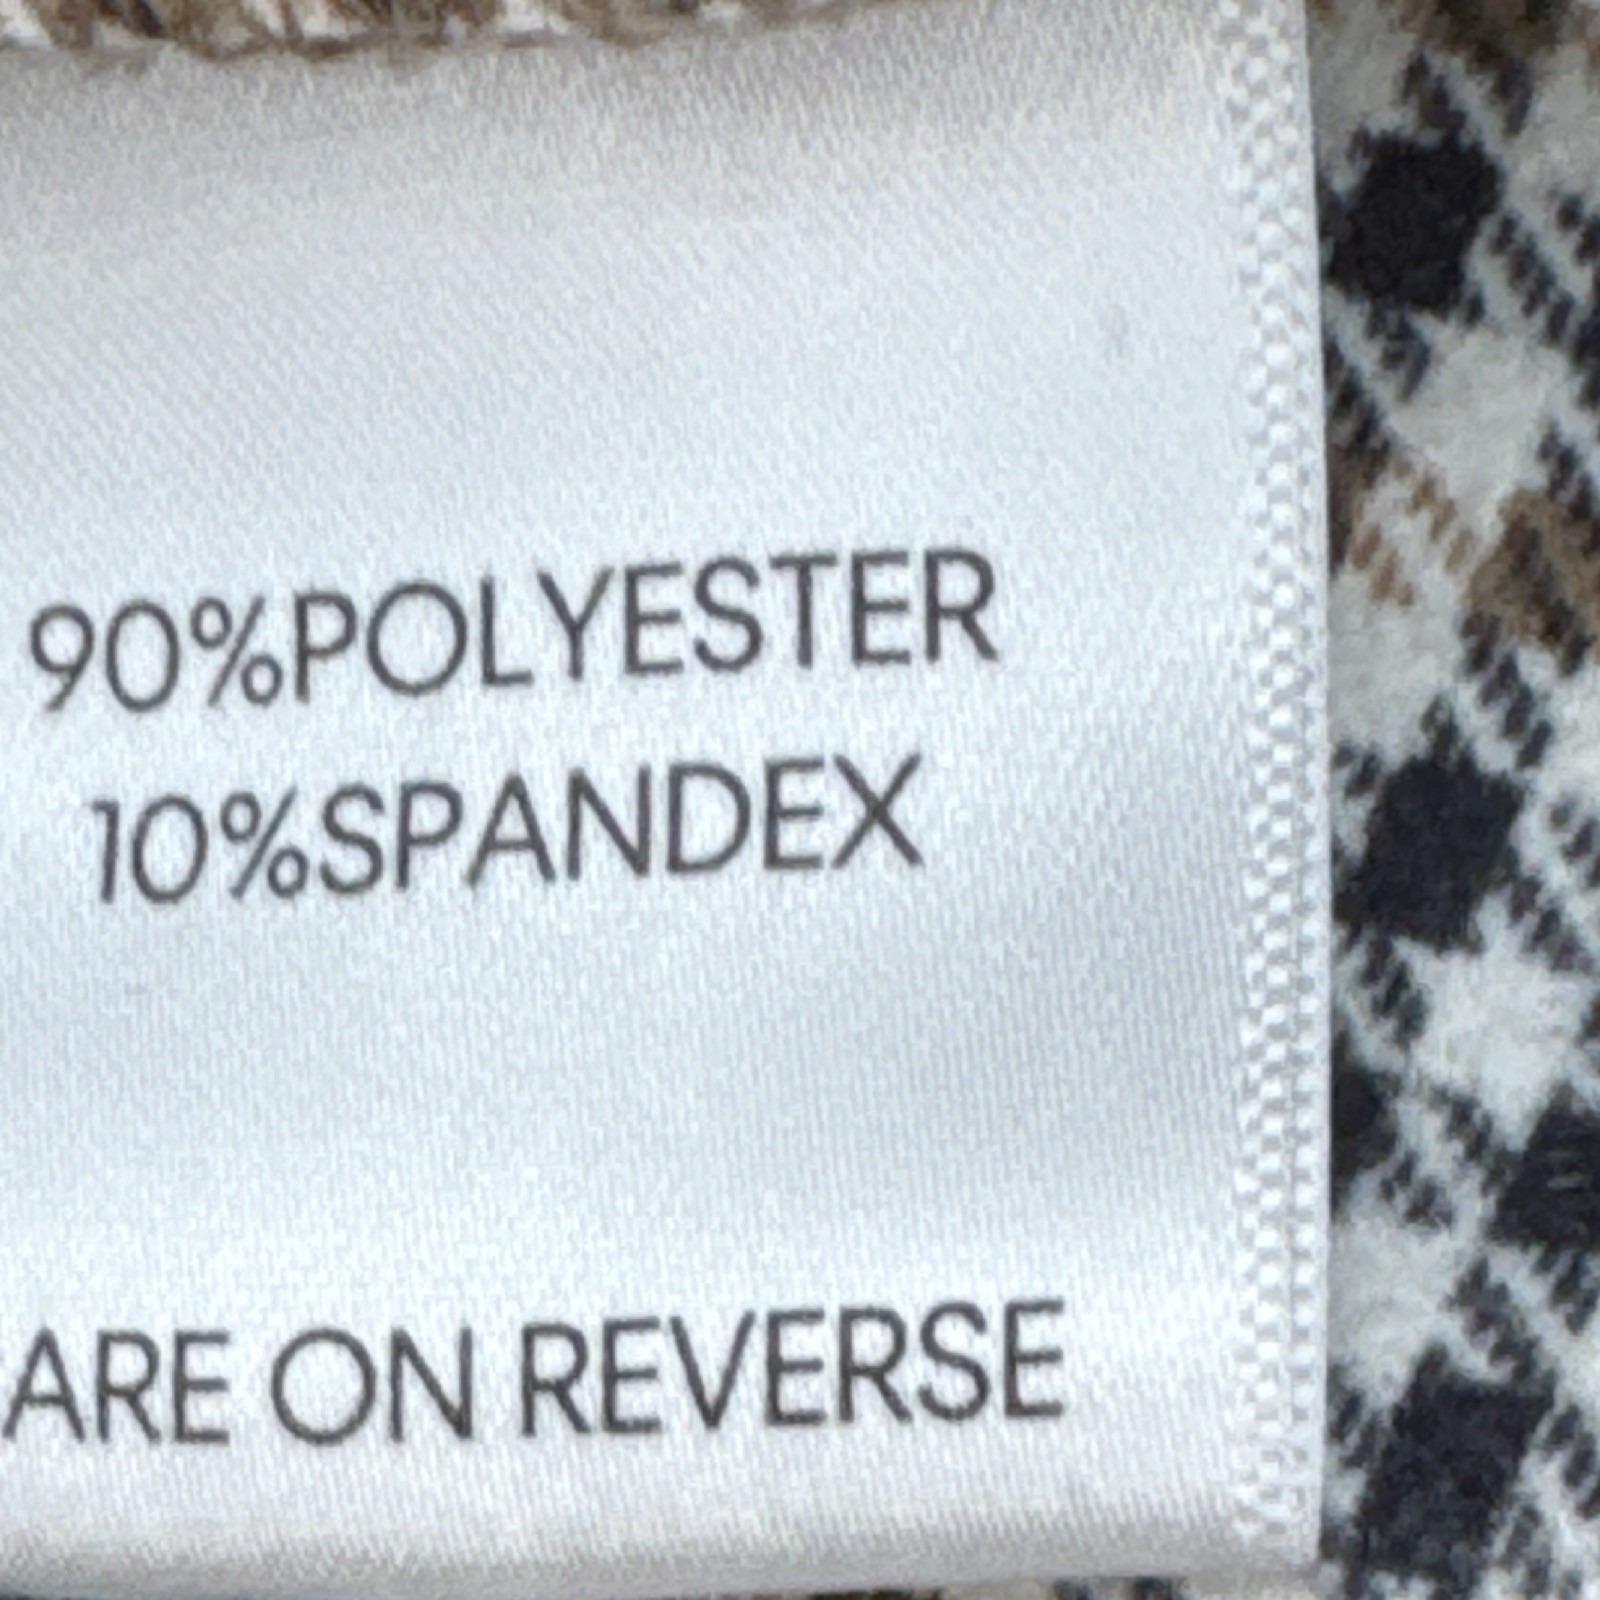 90%POLYESTER
10%SPANDEX
ARE ON REVERSE